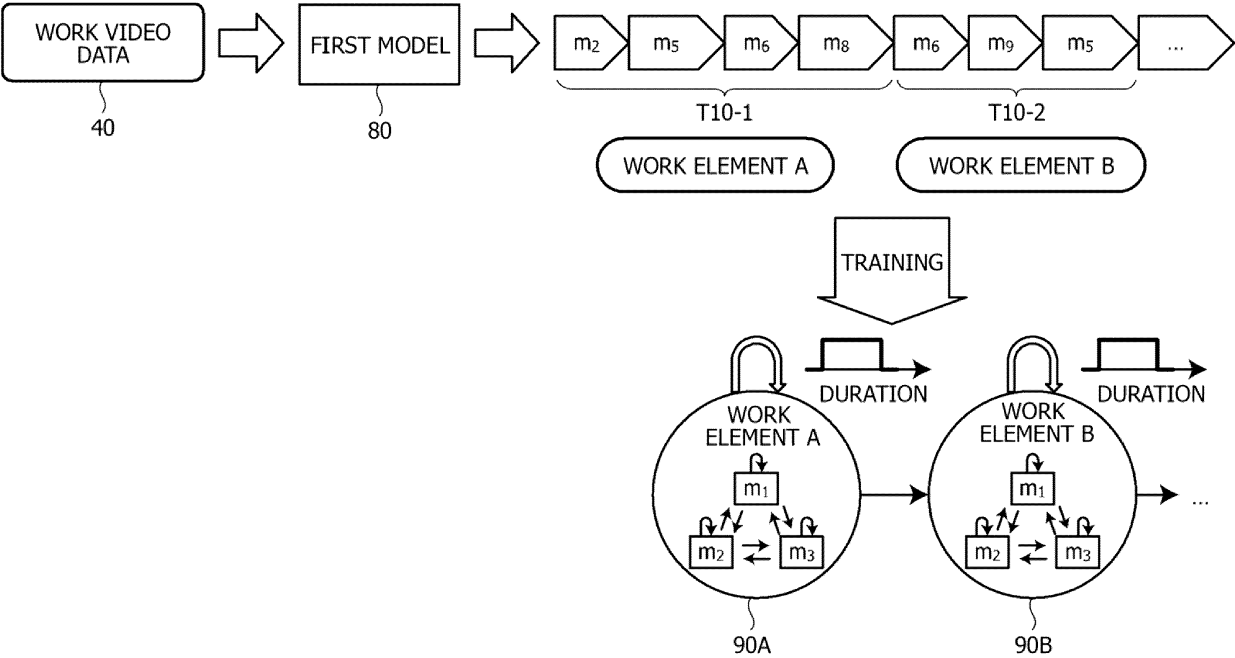 WORK VIDEO
DATA
40
FIRST MODEL
80
m2 m5 m6 m8 m6 m9 m5 ...
T10-1 T10-2
WORK ELEMENT A WORK ELEMENT B
TRAINING
DURATION DURATION
WORK
ELEMENT A
m1
m2 m3
90A
WORK
ELEMENT B
m1
m2 m3
90B
...